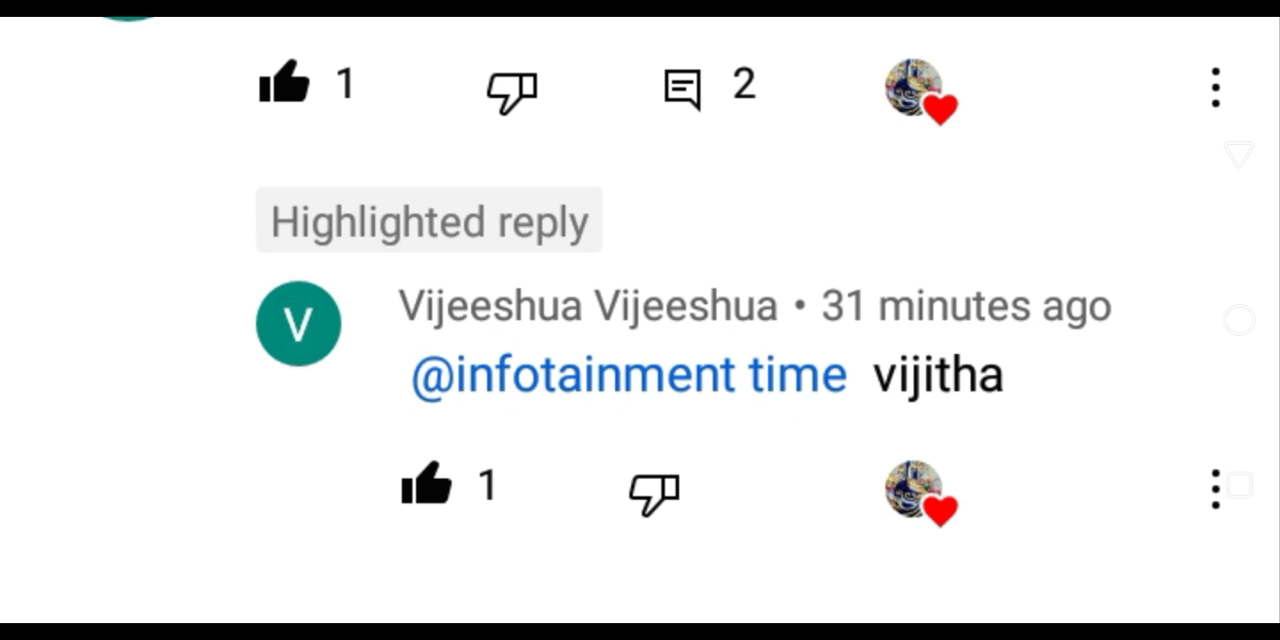 1 2
Highlighted reply
V
Vijeeshua Vijeeshua • 31 minutes ago
@infotainment time vijitha
1